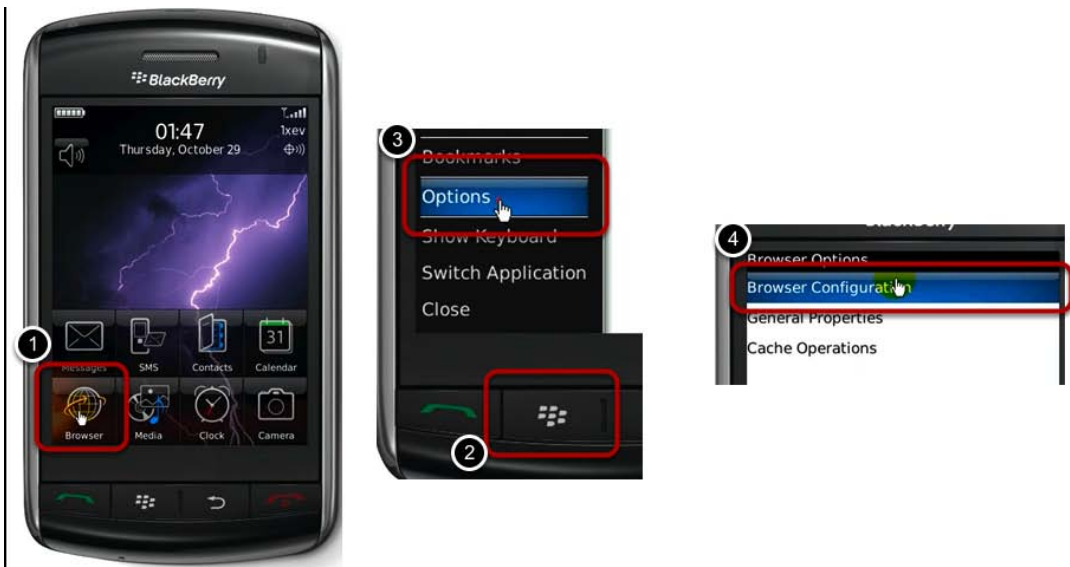 BlackBerry
01:47
1xev
Thursday, October 29
31
1
Messages
SMS
Contacts
Calendar
Browser
Media
Clock
Camera
3
Bookmarks
Options
Show Keyboard
Switch Application
Close
2
4
BlackBerry
Browser Options
Browser Configuration
General Properties
Cache Operations